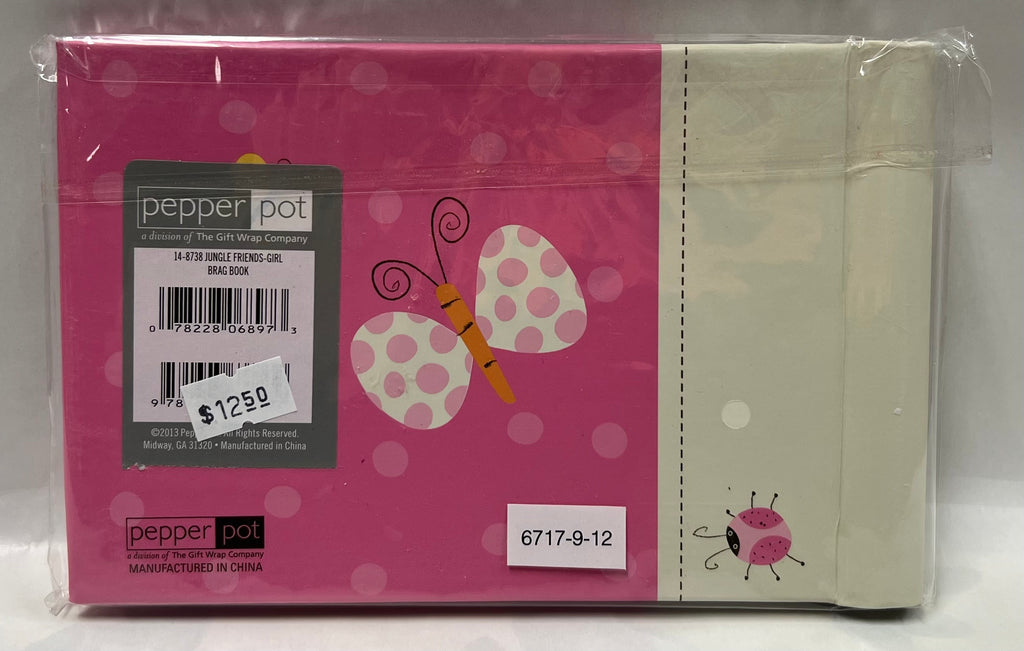 pepper pot
a division of The Gift Wrap Company
14-8738 JUNGLE FRIENDS-GIRL
BRAG BOOK
0 78228 06897 3
9 78
$12.50
©2013 All Rights Reserved.
Midway, GA 31320 • Manufactured in China
pepper pot
a division of The Gift Wrap Company
MANUFACTURED IN CHINA
6717-9-12